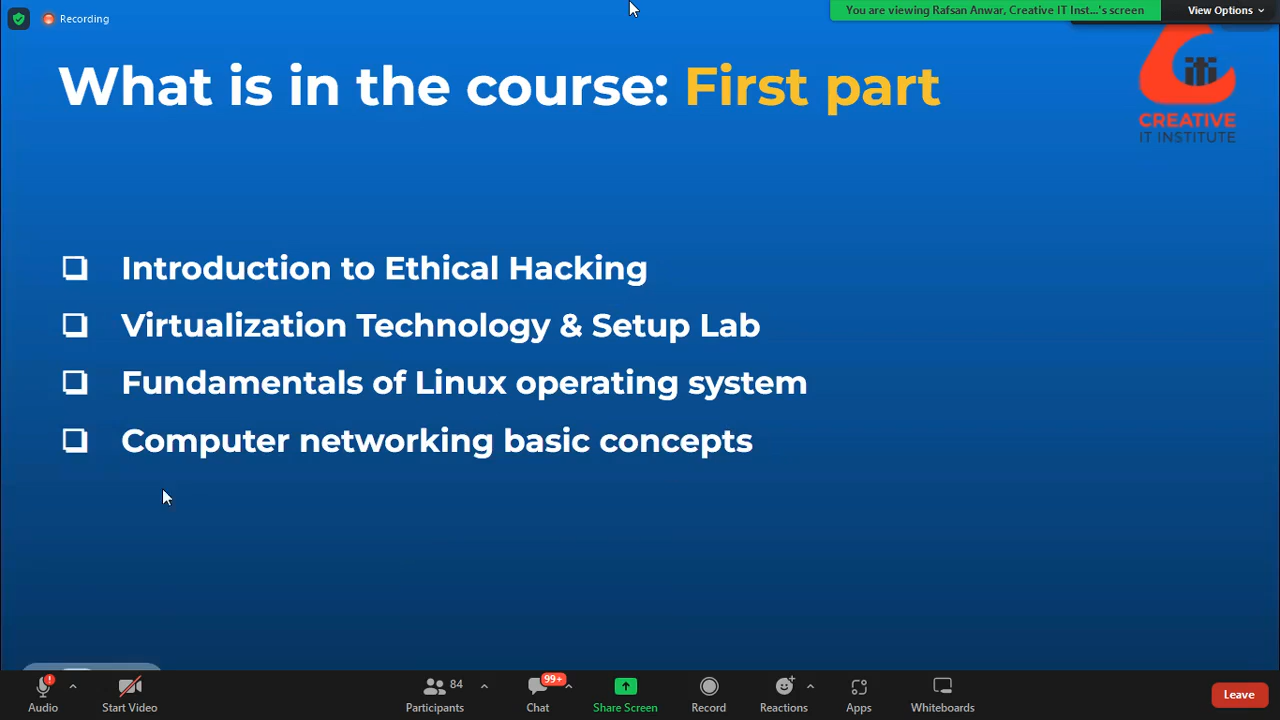 Recording
You are viewing Rafsan Anwar, Creative IT Inst...'s screen
View Options
What is in the course: First part
iTi
CREATIVE
IT INSTITUTE
Introduction to Ethical Hacking
Virtualization Technology & Setup Lab
Fundamentals of Linux operating system
Computer networking basic concepts
Audio
Start Video
84
Participants
99+
Chat
Share Screen
Record
Reactions
Apps
Whiteboards
Leave